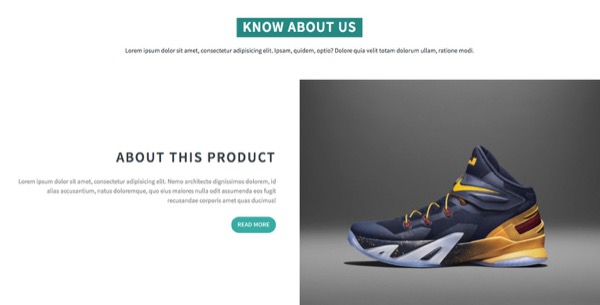 KNOW ABOUT US
Lorem ipsum dolor sit amet, consectetur adipisicing elit. Ipsam, quidem, optio? Dolore quia velit totam dolorum ullam, ratione modi.
ABOUT THIS PRODUCT
Lorem ipsum dolor sit amet, consectetur adipisicing elit. Nemo architecto dignissimos dolorem, id
alias accusantium, natus doloremque, quo eius maiores nulla odit assumenda eos fugit
recusandae corporis amet quas ducimus!
READ MORE